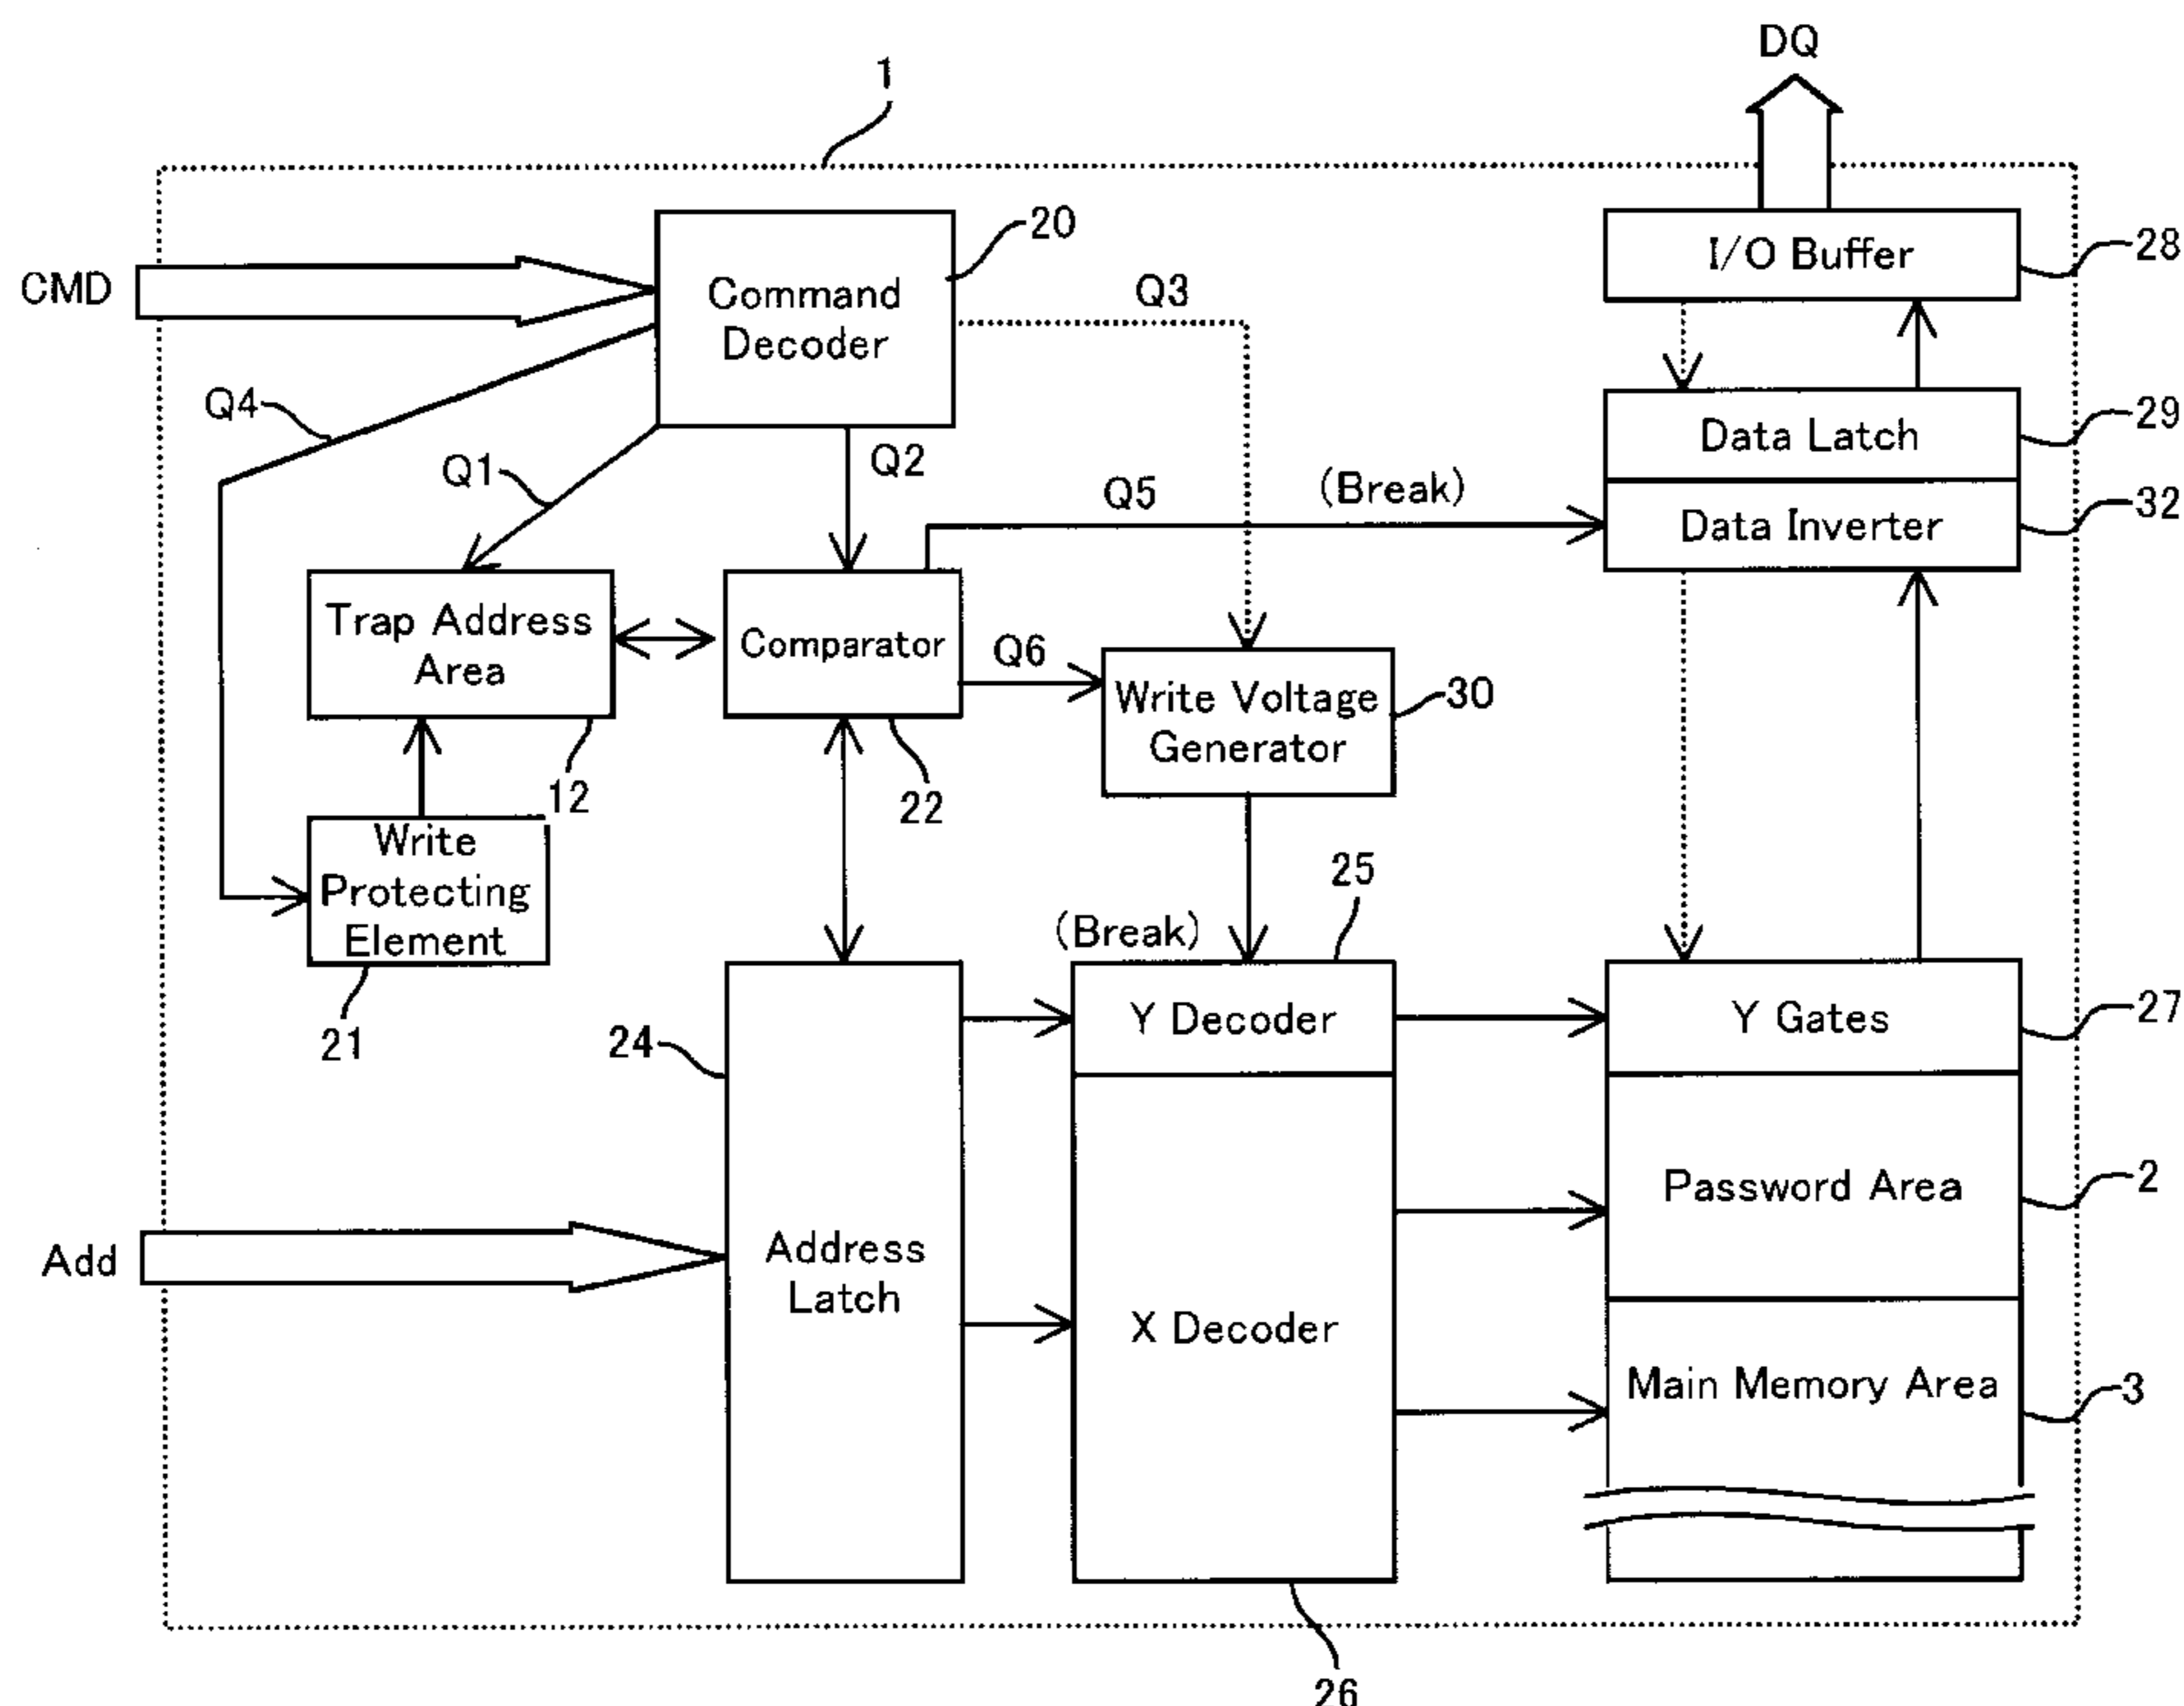 DQ
1
CMD
Command
Decoder
20
Q3
I/O Buffer
28
Q4
Q1
Q2
Q5
(Break)
Data Latch
29
Data Inverter
32
Trap Address
Area
12
Comparator
22
Q6
Write Voltage
Generator
30
Write
Protecting
Element
21
(Break)
25
24
Y Decoder
Y Gates
27
Add
Address
Latch
X Decoder
Password Area
2
Main Memory Area
3
26